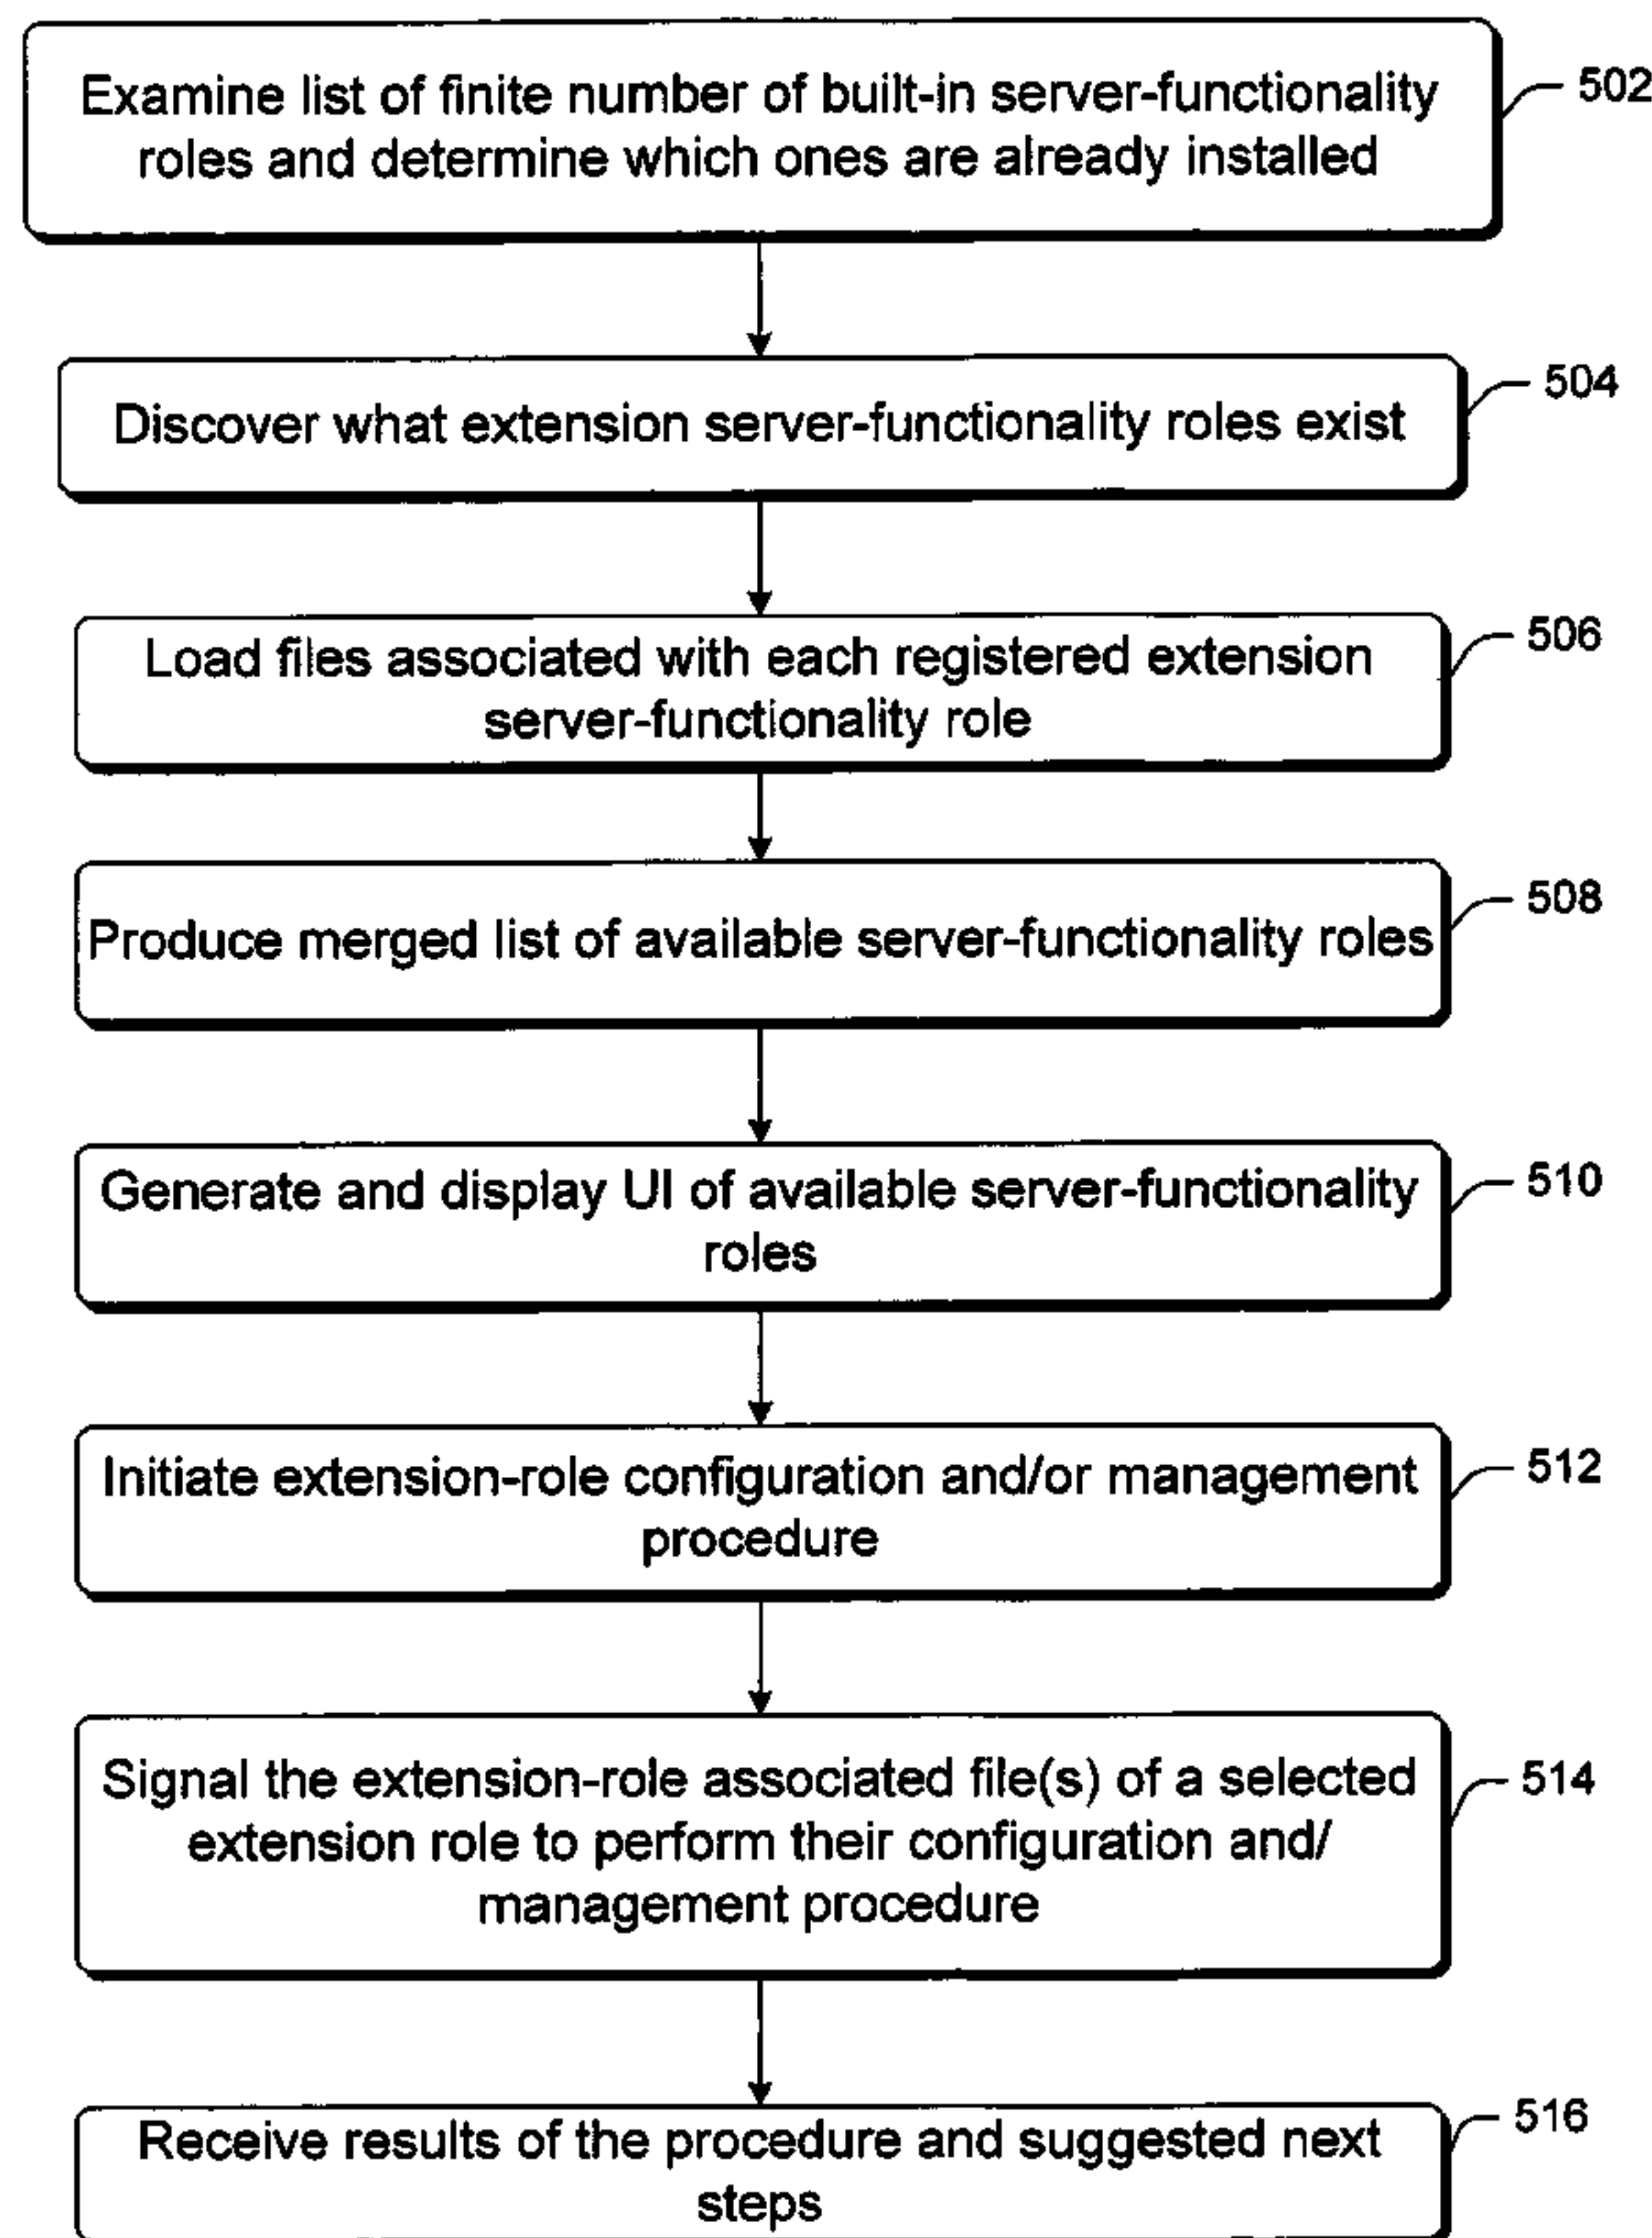 Examine list of finite number of built-in server-functionality
roles and determine which ones are already installed
502
Discover what extension server-functionality roles exist
504
Load files associated with each registered extension
server-functionality role
506
Produce merged list of available server-functionality roles
508
Generate and display UI of available server-functionality
roles
510
Initiate extension-role configuration and/or management
procedure
512
Signal the extension-role associated file(s) of a selected
extension role to perform their configuration and/
management procedure
514
Receive results of the procedure and suggested next
steps
516